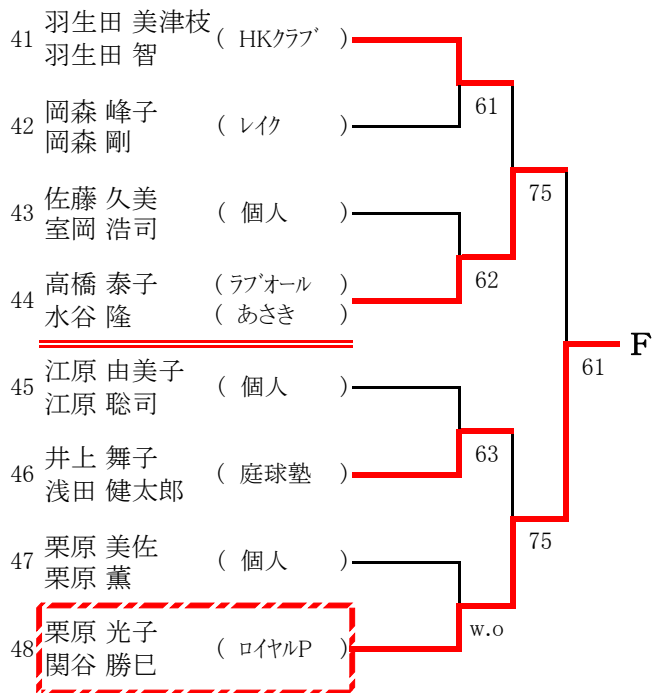 41 羽生田 美津枝 ( HKｸﾗﾌﾞ )
羽生田 智
61
42 岡森 峰子 ( ﾚｲｸ )
岡森 剛
75
43 佐藤 久美 ( 個人 )
室岡 浩司
62
44 高橋 泰子 ( ﾗﾌﾞｵｰﾙ )
水谷 隆 ( あさき )
F
61
45 江原 由美子 ( 個人 )
江原 聡司
63
46 井上 舞子 ( 庭球塾 )
浅田 健太郎
75
47 栗原 美佐 ( 個人 )
栗原 薫
w.o
48 栗原 光子 ( ﾛｲﾔﾙP )
関谷 勝巳